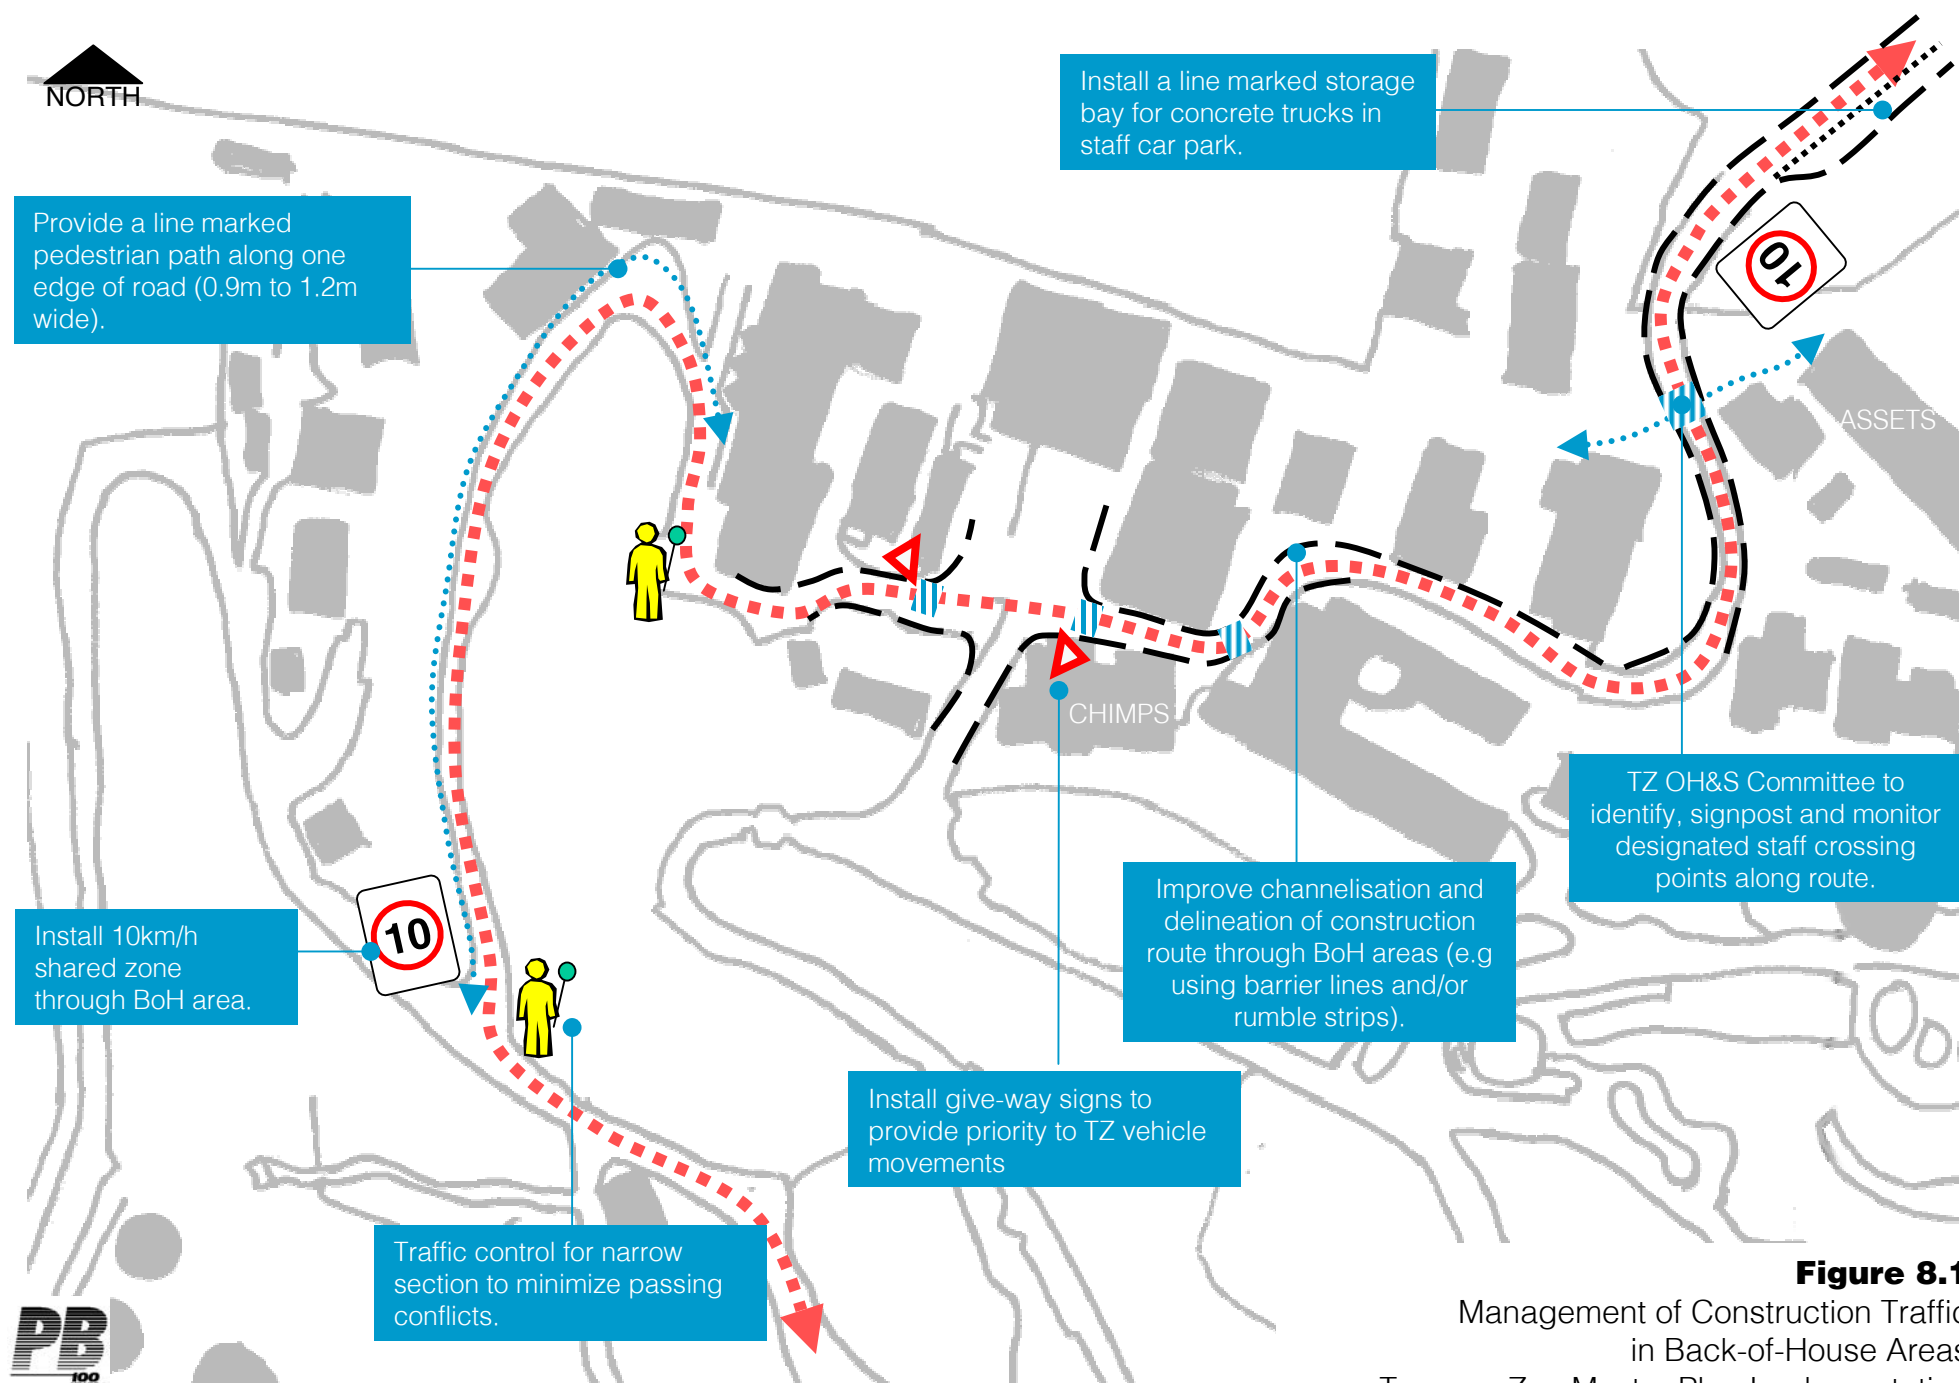 NORTH
Install a line marked storage
bay for concrete trucks in
staff car park.
Provide a line marked
pedestrian path along one
edge of road (0.9m to 1.2m
wide).
10
ASSETS
CHIMPS
TZ OH&S Committee to
identify, signpost and monitor
designated staff crossing
points along route.
Improve channelisation and
delineation of construction
route through BoH areas (e.g
using barrier lines and/or
rumble strips).
Install 10km/h
shared zone
through BoH area.
10
Install give-way signs to
provide priority to TZ vehicle
movements
Traffic control for narrow
section to minimize passing
conflicts.
PB
100
Figure 8.1
Management of Construction Traffic
in Back-of-House Areas